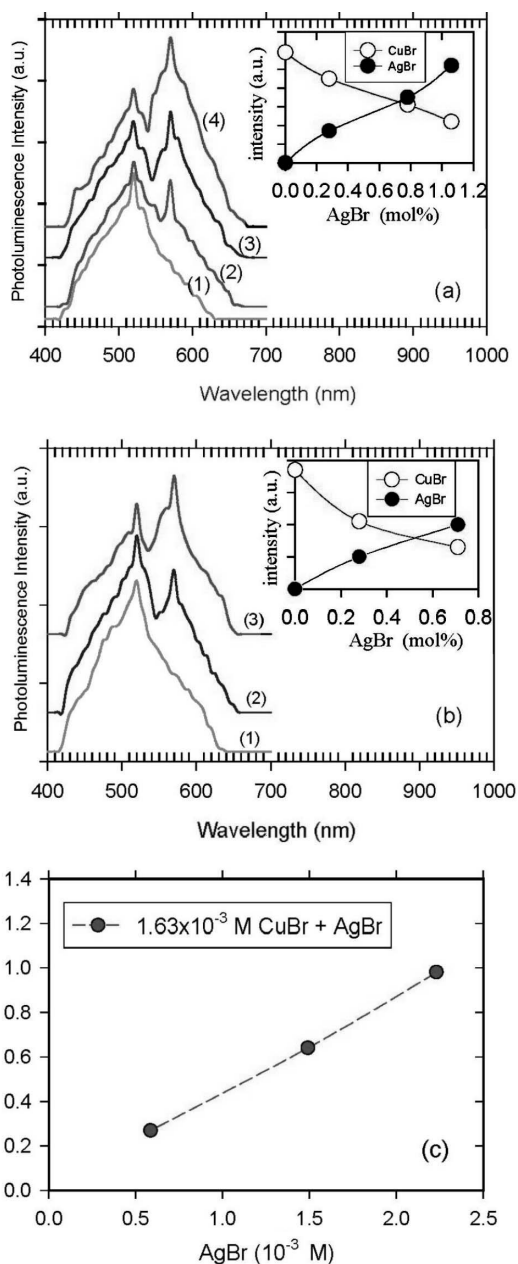 Photoluminescence Intensity (a.u.)
(4)
(3)
(2)
(1)
(a)
400 500 600 700 800 900 1000
Wavelength (nm)
intensity (a.u.)
CuBr
AgBr
0.0 0.2 0.4 0.6 0.8 1.0 1.2
AgBr (mol%)
Photoluminescence Intensity (a.u.)
(3)
(2)
(1)
(b)
400 500 600 700 800 900 1000
Wavelength (nm)
intensity (a.u.)
CuBr
AgBr
0.0 0.2 0.4 0.6 0.8
AgBr (mol%)
1.4
1.2
1.0
0.8
0.6
0.4
0.2
0.0
1.63x10⁻³ M CuBr + AgBr
(c)
0.0 0.5 1.0 1.5 2.0 2.5
AgBr (10⁻³ M)